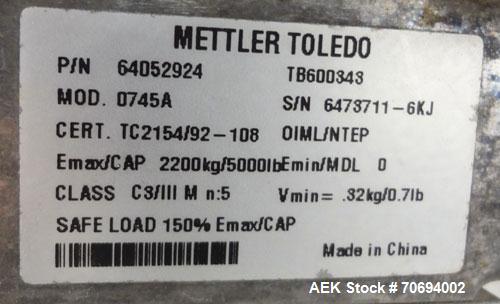 METTLER TOLEDO
P/N 64052924 TB600343
MOD. 0745A S/N 6473711-6KJ
CERT. TC2154/92-108 OIML/NTEP
Emax/CAP 2200kg/5000lb Emin/MDL 0
CLASS C3/III M n:5 Vmin= .32kg/0.7lb
SAFE LOAD 150% Emax/CAP
Made in China
AEK Stock # 70694002